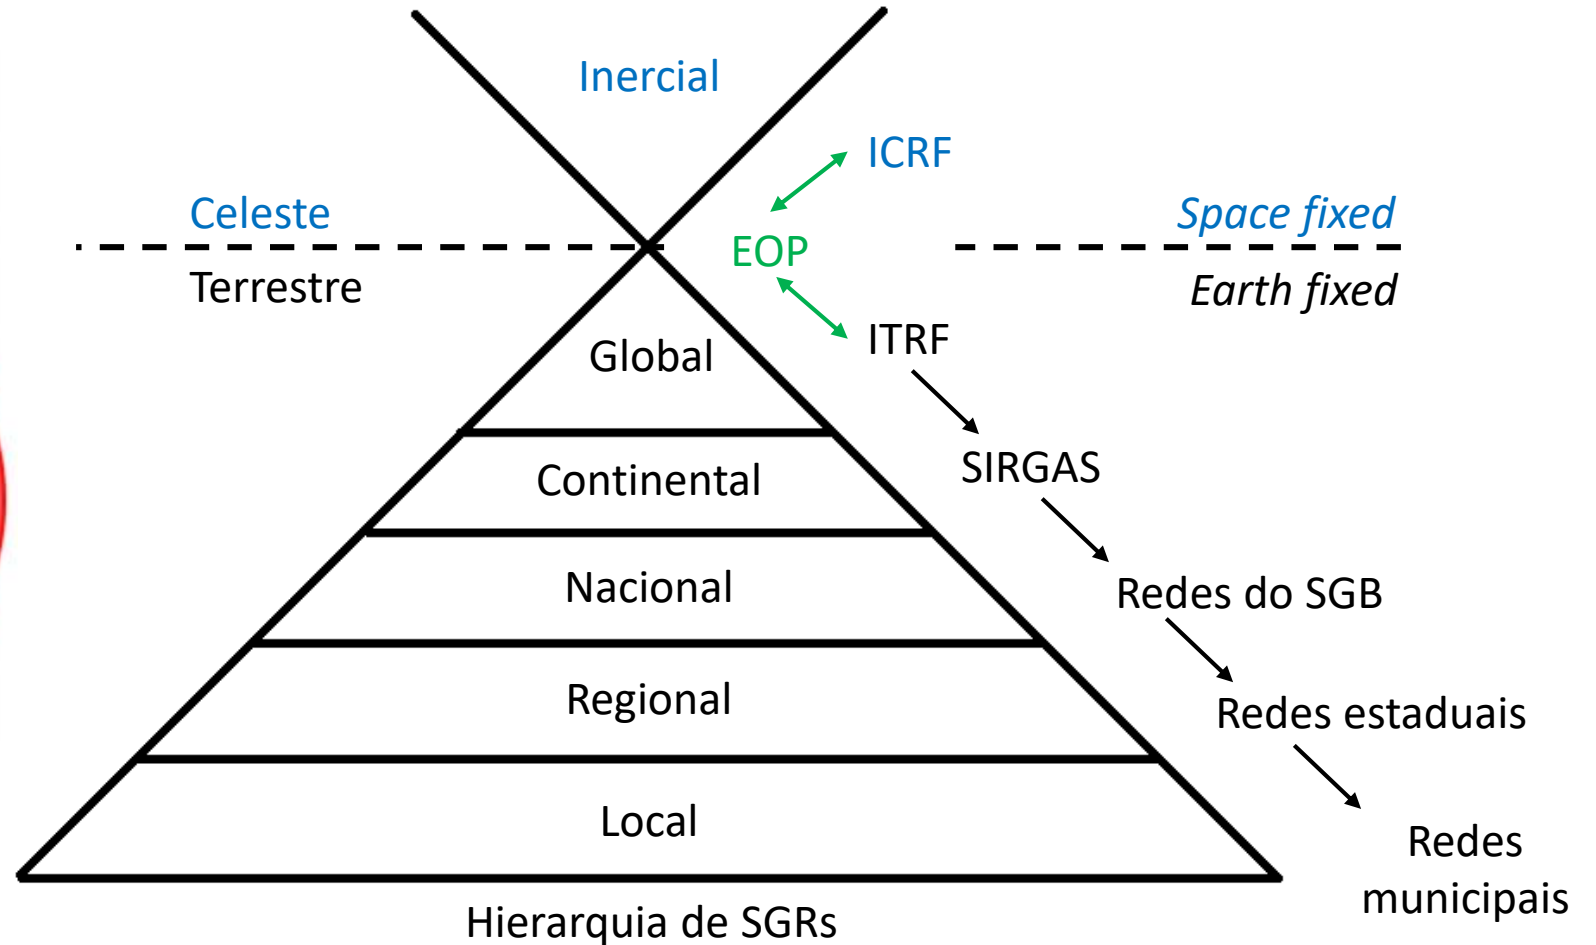 Inercial
ICRF
Celeste
Space fixed
EOP
Terrestre
Earth fixed
ITRF
Global
SIRGAS
Continental
Nacional
Redes do SGB
Regional
Redes estaduais
Local
Redes
municipais
Hierarquia de SGRs